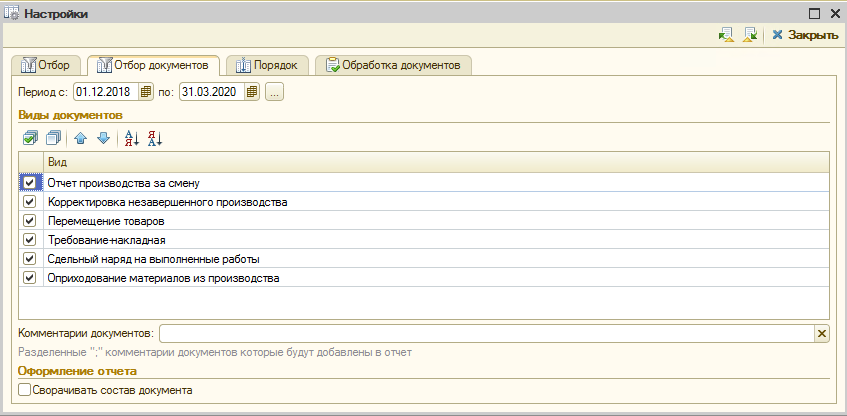 Настройки
Закрыть
Отбор Отбор документов Порядок Обработка документов
Период с: 01.12.2018 по: 31.03.2020 ...
Виды документов
Вид
Отчет производства за смену
Корректировка незавершенного производства
Перемещение товаров
Требование-накладная
Сдельный наряд на выполненные работы
Оприходование материалов из производства
Комментарии документов:
Разделенные ";" комментарии документов которые будут добавлены в отчет
Оформление отчета
Сворачивать состав документа